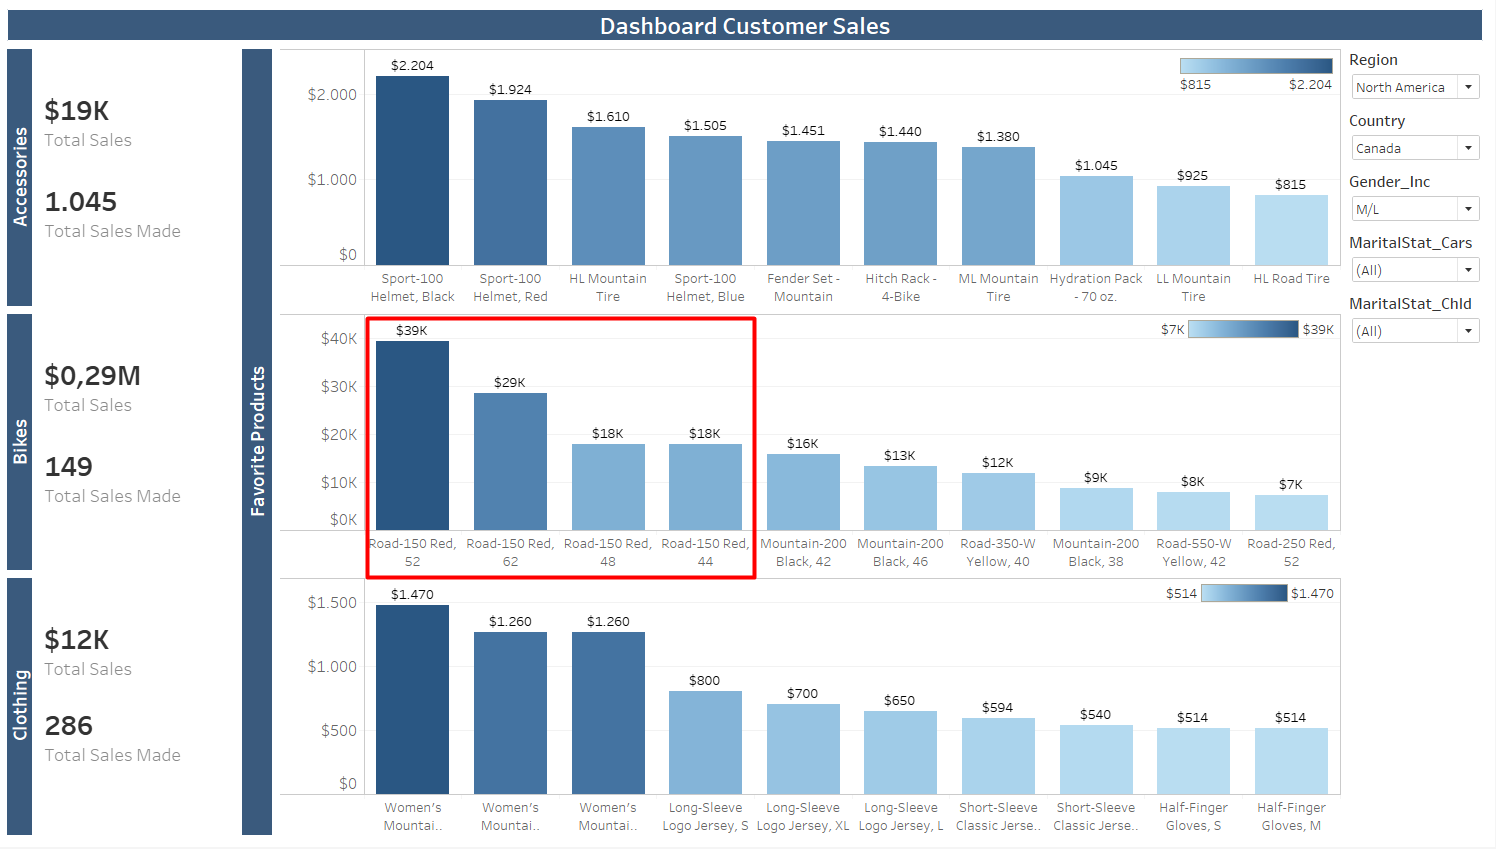 Dashboard Customer Sales
Accessories
$19K
Total Sales
1.045
Total Sales Made
Bikes
$0,29M
Total Sales
149
Total Sales Made
Clothing
$12K
Total Sales
286
Total Sales Made
Favorite Products
$2.000
$1.000
$0
$2.204
$1.924
$1.610
$1.505
$1.451
$1.440
$1.380
$1.045
$925
$815
$815
$2.204
Sport-100
Helmet, Black
Sport-100
Helmet, Red
HL Mountain
Tire
Sport-100
Helmet, Blue
Fender Set -
Mountain
Hitch Rack -
4-Bike
ML Mountain
Tire
Hydration Pack
- 70 oz.
LL Mountain
Tire
HL Road Tire
$40K
$30K
$20K
$10K
$0K
$39K
$29K
$18K
$18K
$16K
$13K
$12K
$9K
$8K
$7K
$7K
$39K
Road-150 Red,
52
Road-150 Red,
62
Road-150 Red,
48
Road-150 Red,
44
Mountain-200
Black, 42
Mountain-200
Black, 46
Road-350-W
Yellow, 40
Mountain-200
Black, 38
Road-550-W
Yellow, 42
Road-250 Red,
52
$1.500
$1.000
$500
$0
$1.470
$1.260
$1.260
$800
$700
$650
$594
$540
$514
$514
$514
$1.470
Women's
Mountai..
Women's
Mountai..
Women's
Mountai..
Long-Sleeve
Logo Jersey, S
Long-Sleeve
Logo Jersey, XL
Long-Sleeve
Logo Jersey, L
Short-Sleeve
Classic Jerse..
Short-Sleeve
Classic Jerse..
Half-Finger
Gloves, S
Half-Finger
Gloves, M
Region
North America
Country
Canada
Gender_Inc
M/L
MaritalStat_Cars
(All)
MaritalStat_Chld
(All)